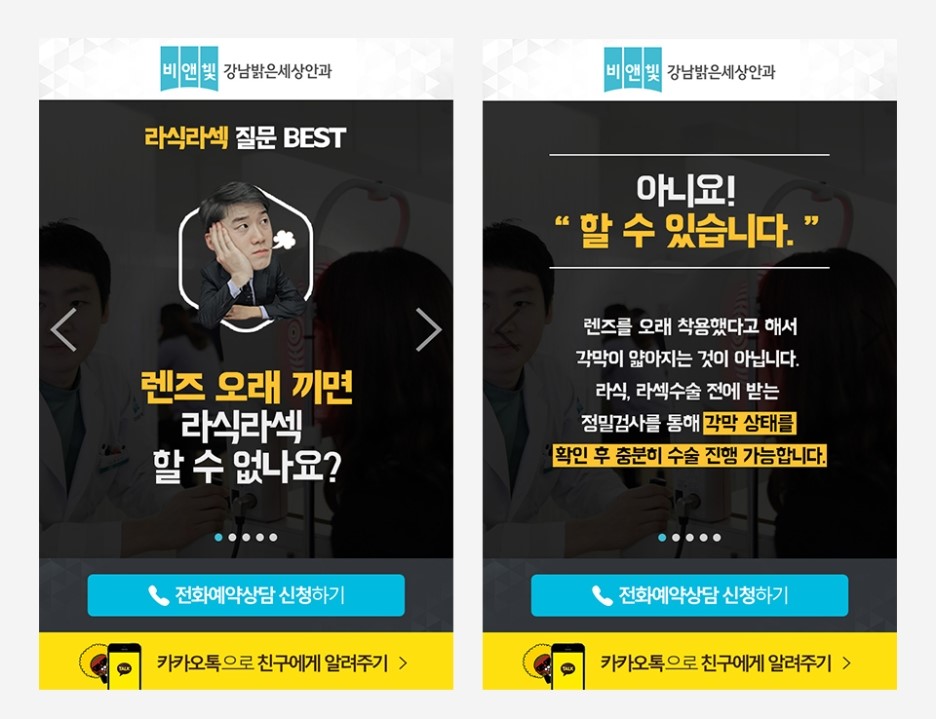 비앤빛 강남밝은세상안과
라식라섹 질문 BEST
렌즈 오래 끼면
라식라섹
할 수 없나요?
전화예약상담 신청하기
TALK
카카오톡으로 친구에게 알려주기 >
비앤빛 강남밝은세상안과
아니요!
“ 할 수 있습니다. ”
렌즈를 오래 착용했다고 해서
각막이 얇아지는 것이 아닙니다.
라식, 라섹수술 전에 받는
정밀검사를 통해 각막 상태를
확인 후 충분히 수술 진행 가능합니다.
전화예약상담 신청하기
TALK
카카오톡으로 친구에게 알려주기 >